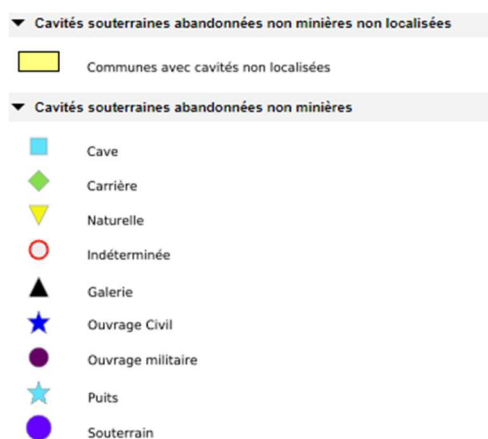 Cavités souterraines abandonnées non minières non localisées
Communes avec cavités non localisées
Cavités souterraines abandonnées non minières
Cave
Carrière
Naturelle
Indéterminée
Galerie
Ouvrage Civil
Ouvrage militaire
Puits
Souterrain